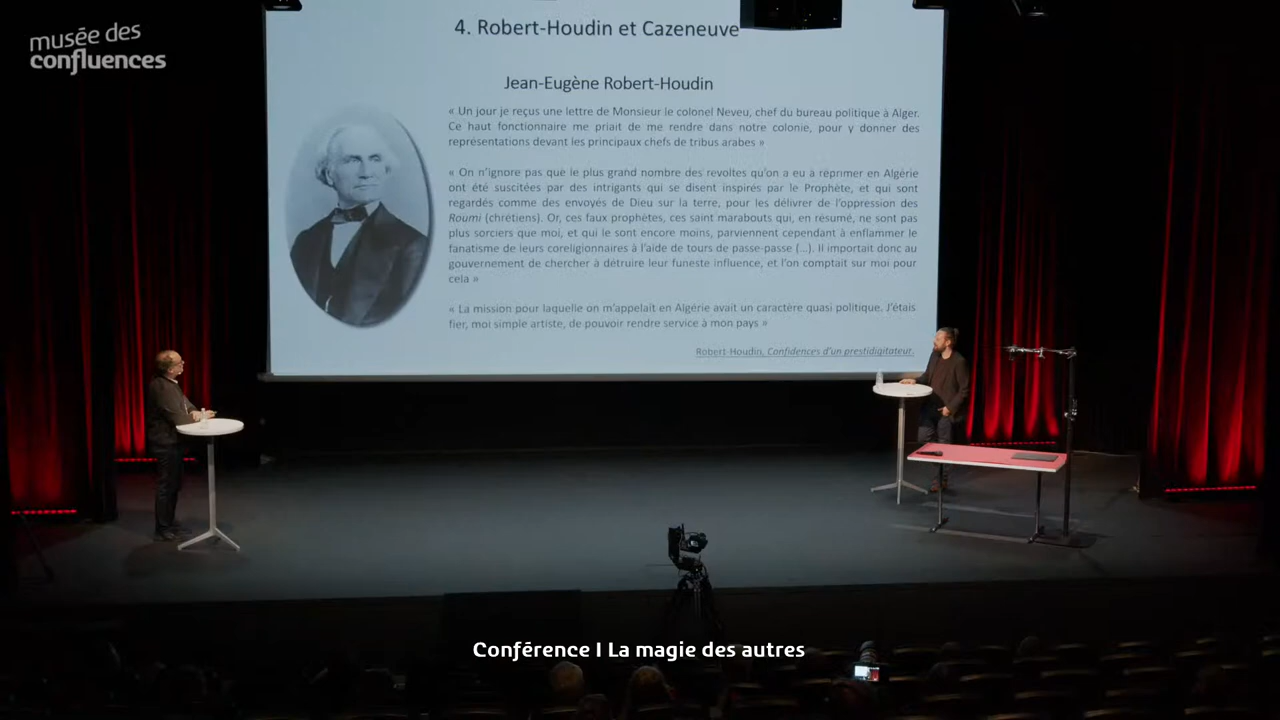 musée des
confluences
4. Robert-Houdin et Cazeneuve
Jean-Eugène Robert-Houdin
« Un jour je reçus une lettre de Monsieur le colonel Neveu, chef du bureau politique à Alger.
Ce haut fonctionnaire me priait de me rendre dans notre colonie, pour y donner des
représentations devant les principaux chefs de tribus arabes »
« On n'ignore pas que le plus grand nombre des revoltes qu'on a eu à réprimer en Algérie
ont été suscitées par des intrigants qui se disent inspirés par le Prophète, et qui sont
regardés comme des envoyés de Dieu sur la terre, pour les délivrer de l'oppression des
Roumi (chrétiens). Or, ces faux prophètes, ces saint marabouts qui, en résumé, ne sont pas
plus sorciers que moi, et qui le sont encore moins, parviennent cependant à enflammer le
fanatisme de leurs coreligionnaires à l'aide de tours de passe-passe (...). Il importait donc au
gouvernement de chercher à détruire leur funeste influence, et l'on comptait sur moi pour
cela »
« La mission pour laquelle on m'appelait en Algérie avait un caractère quasi politique. J'étais
fier, moi simple artiste, de pouvoir rendre service à mon pays »
Robert-Houdin, Confidences d'un prestidigitateur.
Conférence I La magie des autres